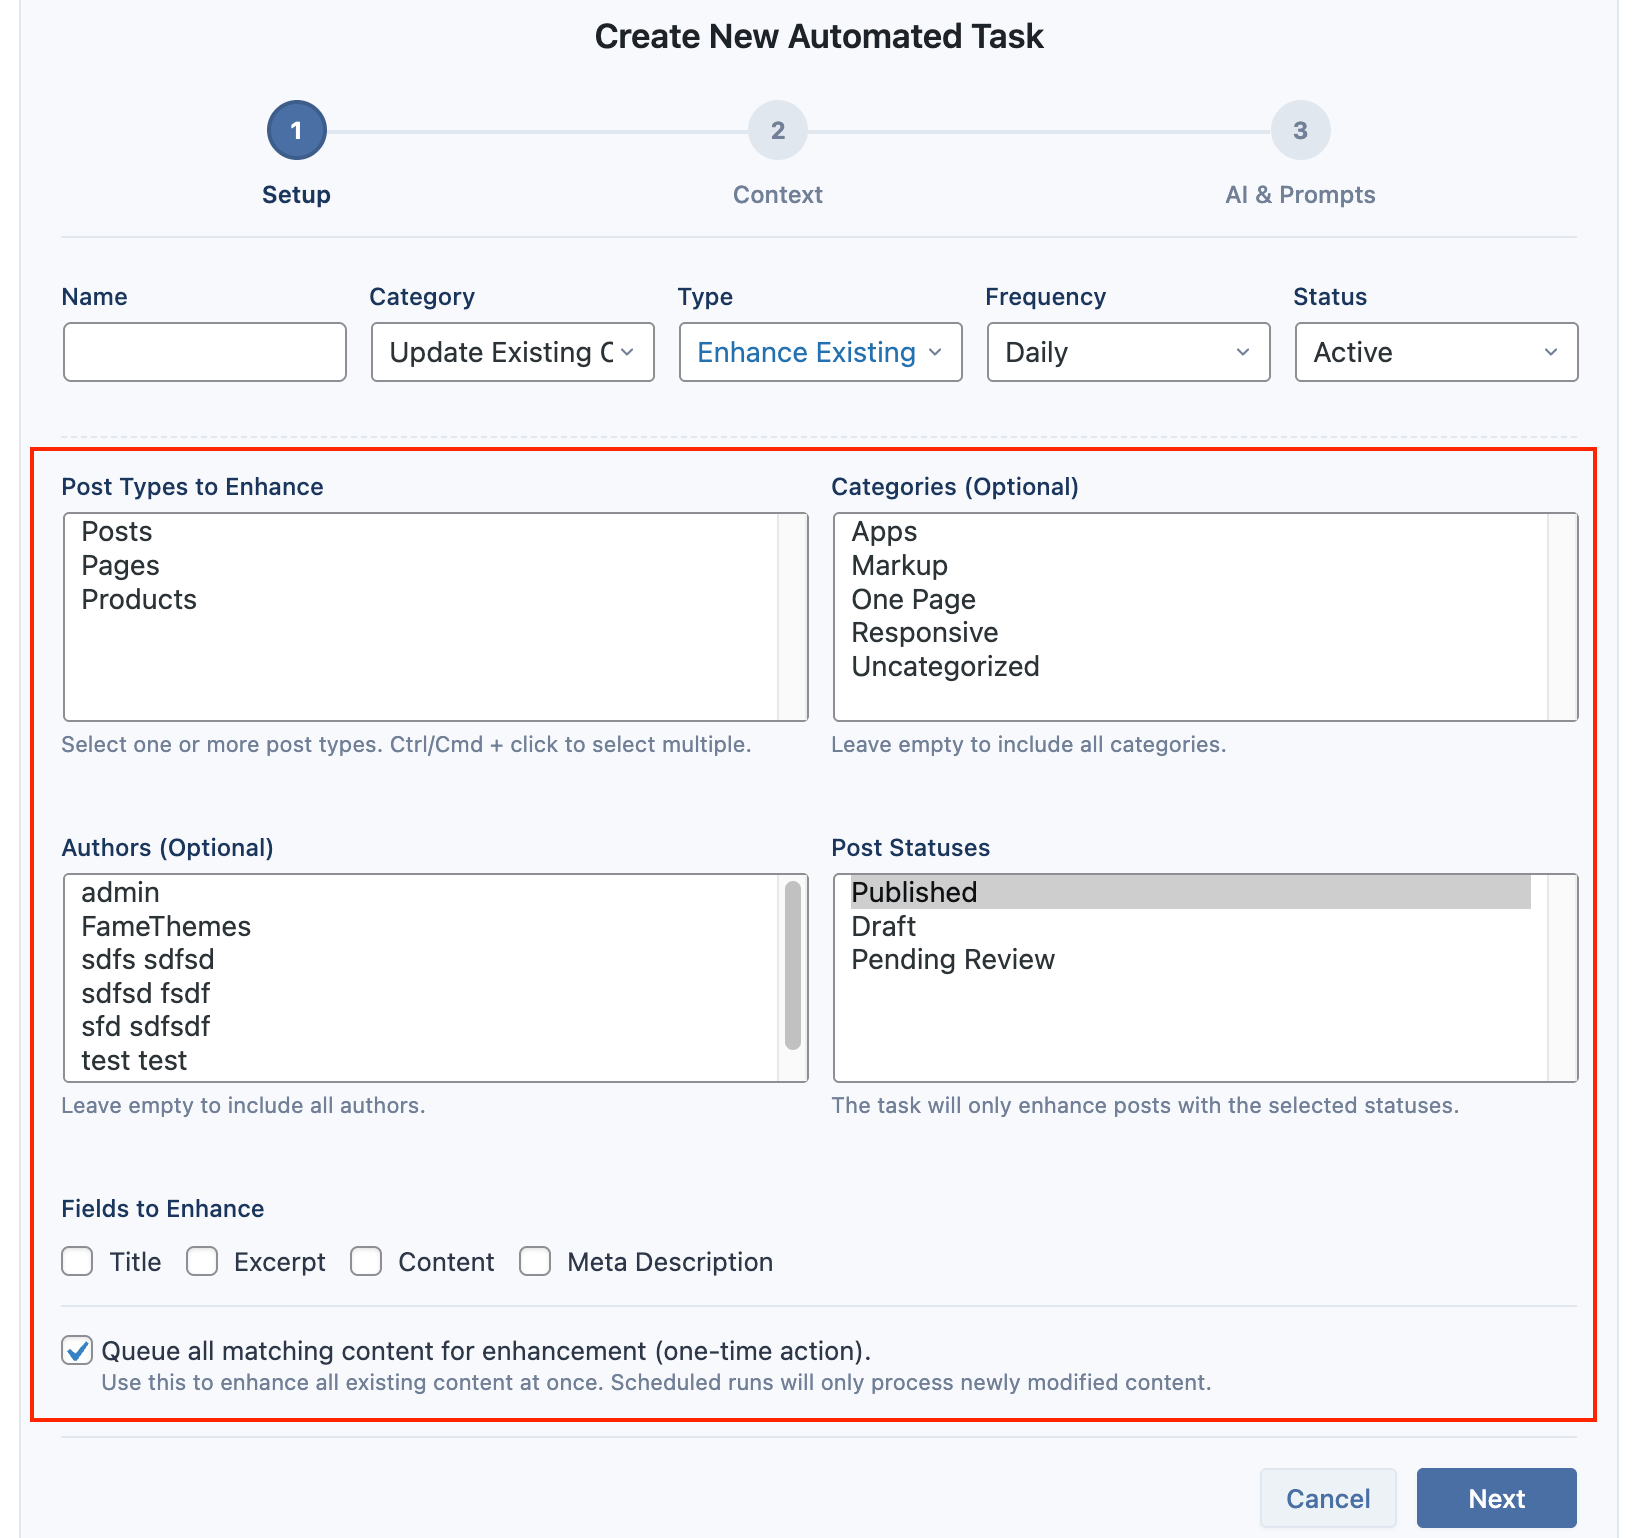 Create New Automated Task
1
2
3
Setup
Context
AI & Prompts
Name
Category
Type
Frequency
Status
Update Existing C
Enhance Existing
Daily
Active
Post Types to Enhance
Posts
Pages
Products
Select one or more post types. Ctrl/Cmd + click to select multiple.
Categories (Optional)
Apps
Markup
One Page
Responsive
Uncategorized
Leave empty to include all categories.
Authors (Optional)
admin
FameThemes
sdfs sdfsd
sdfsd fsdf
sfd sdfsdf
test test
Leave empty to include all authors.
Post Statuses
Published
Draft
Pending Review
The task will only enhance posts with the selected statuses.
Fields to Enhance
Title
Excerpt
Content
Meta Description
Queue all matching content for enhancement (one-time action).
Use this to enhance all existing content at once. Scheduled runs will only process newly modified content.
Cancel
Next